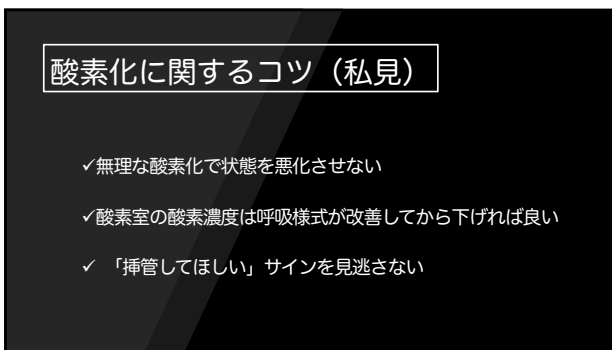 酸素化に関するコツ（私見）
✓無理な酸素化で状態を悪化させない
✓酸素室の酸素濃度は呼吸様式が改善してから下げれば良い
✓ 「挿管してほしい」サインを見逃さない